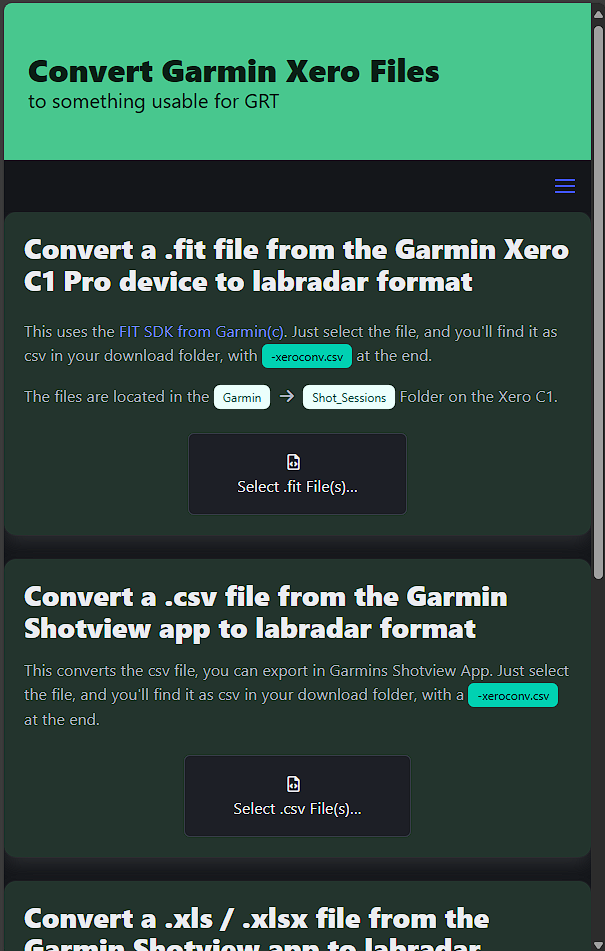 Convert Garmin Xero Files
to something usable for GRT
Convert a .fit file from the Garmin Xero
C1 Pro device to labradar format
This uses the FIT SDK from Garmin(c). Just select the file, and you'll find it as
csv in your download folder, with -xeroconv.csv at the end.
The files are located in the Garmin → Shot_Sessions Folder on the Xero C1.
Select .fit File(s)...
Convert a .csv file from the Garmin
Shotview app to labradar format
This converts the csv file, you can export in Garmins Shotview App. Just select
the file, and you'll find it as csv in your download folder, with a -xeroconv.csv
at the end.
Select .csv File(s)...
Convert a .xls / .xlsx file from the
Garmin Shotview app to labradar